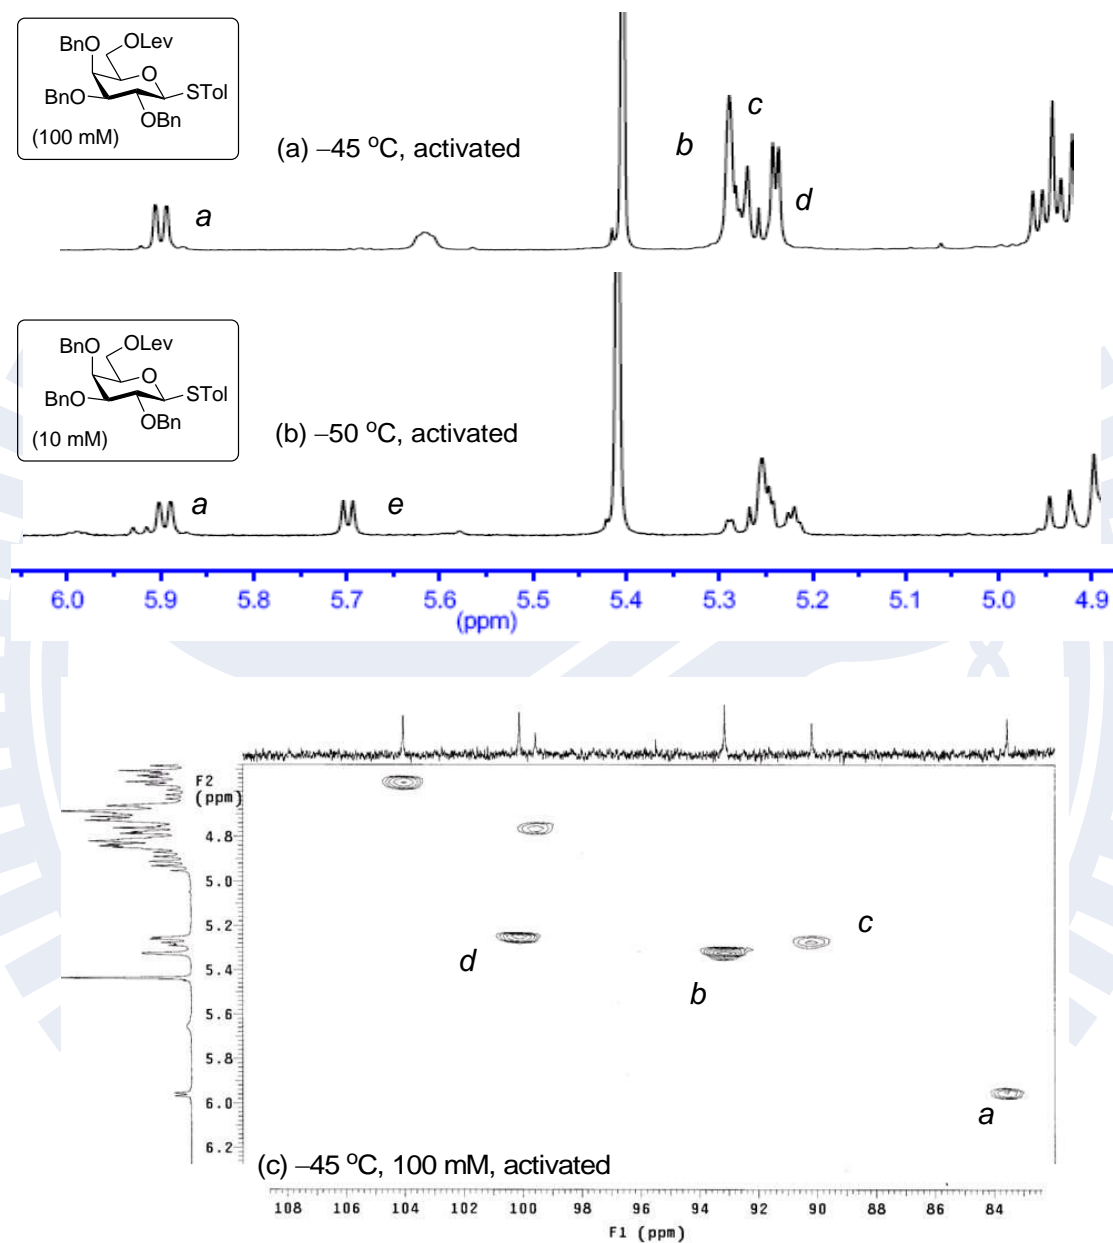 BnO OLev
O
BnO STol
OBn
(100 mM)
(a) –45 °C, activated
a
b
c
d
BnO OLev
O
BnO STol
OBn
(10 mM)
(b) –50 °C, activated
a
e
6.0 5.9 5.8 5.7 5.6 5.5 5.4 5.3 5.2 5.1 5.0 4.9
(ppm)
F2
(ppm)
4.8
5.0
5.2
5.4
5.6
5.8
6.0
6.2
c
d
b
a
(c) –45 °C, 100 mM, activated
108 106 104 102 100 98 96 94 92 90 88 86 84
F1 (ppm)